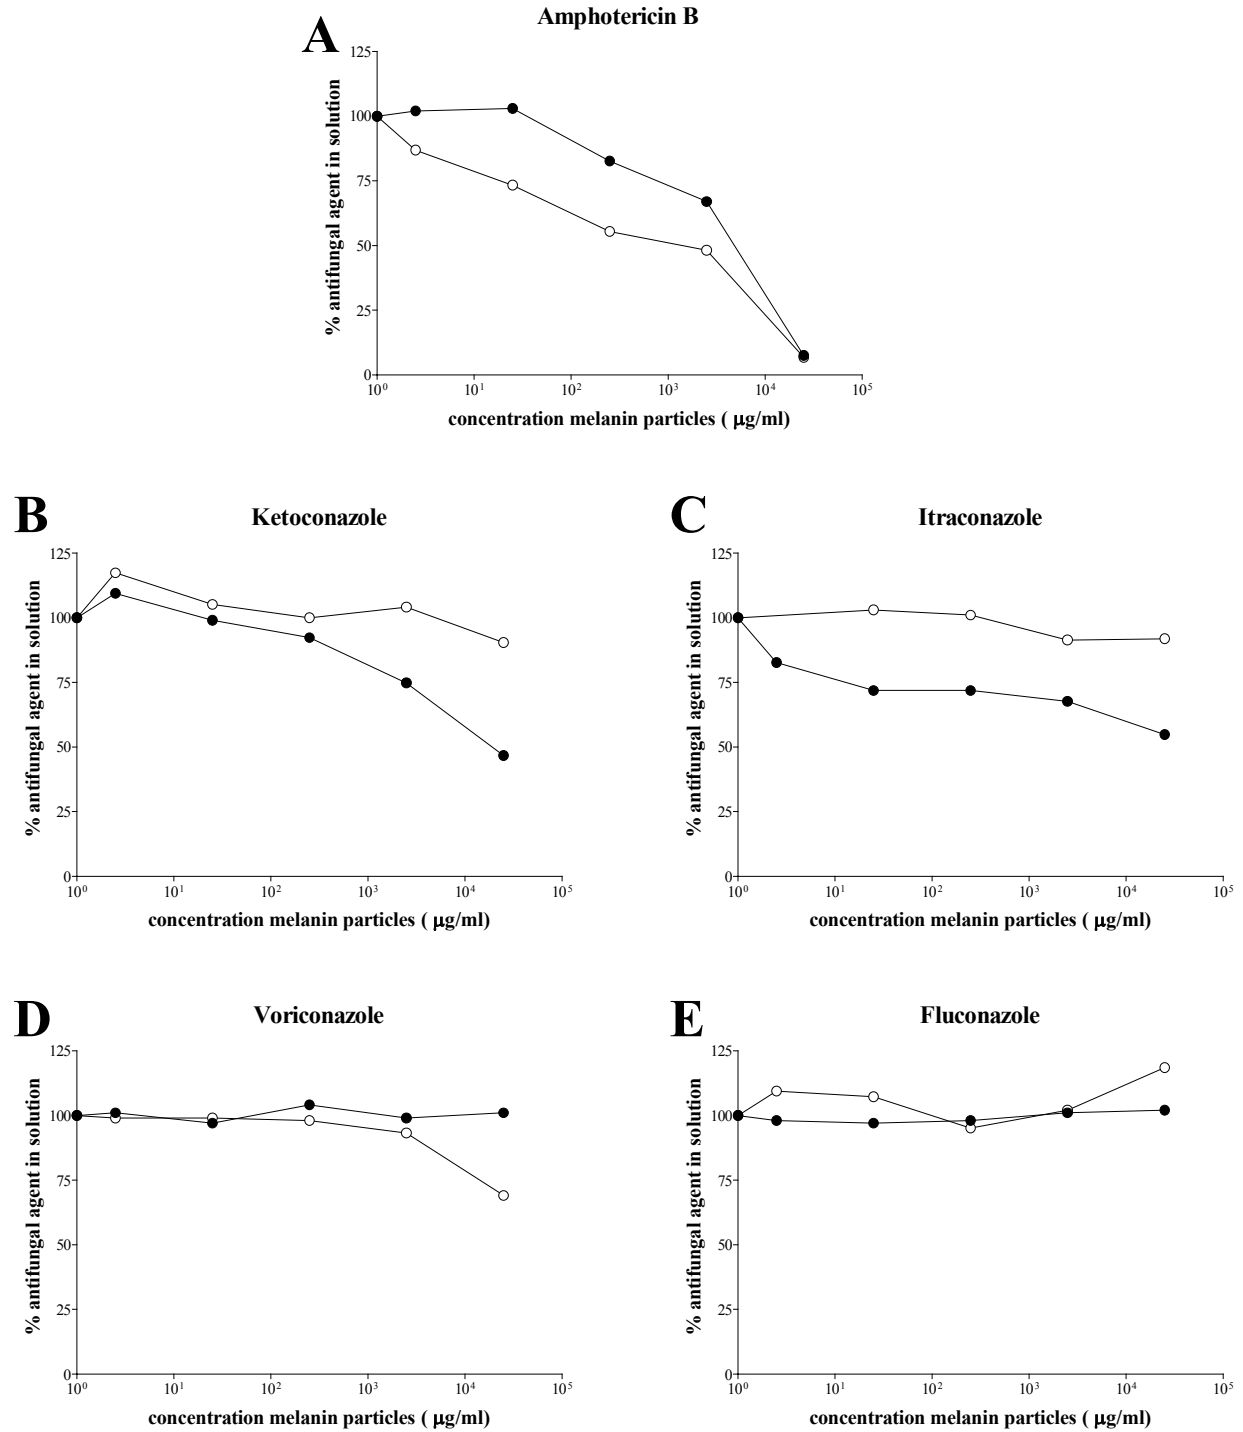 A
Amphotericin B
125
100
75
50
25
0
% antifungal agent in solution
10⁰ 10¹ 10² 10³ 10⁴ 10⁵
concentration melanin particles ( µg/ml)
B
Ketoconazole
125
100
75
50
25
0
% antifungal agent in solution
10⁰ 10¹ 10² 10³ 10⁴ 10⁵
concentration melanin particles ( µg/ml)
C
Itraconazole
125
100
75
50
25
0
% antifungal agent in solution
10⁰ 10¹ 10² 10³ 10⁴ 10⁵
concentration melanin particles ( µg/ml)
D
Voriconazole
125
100
75
50
25
0
% antifungal agent in solution
10⁰ 10¹ 10² 10³ 10⁴ 10⁵
concentration melanin particles ( µg/ml)
E
Fluconazole
125
100
75
50
25
0
% antifungal agent in solution
10⁰ 10¹ 10² 10³ 10⁴ 10⁵
concentration melanin particles ( µg/ml)